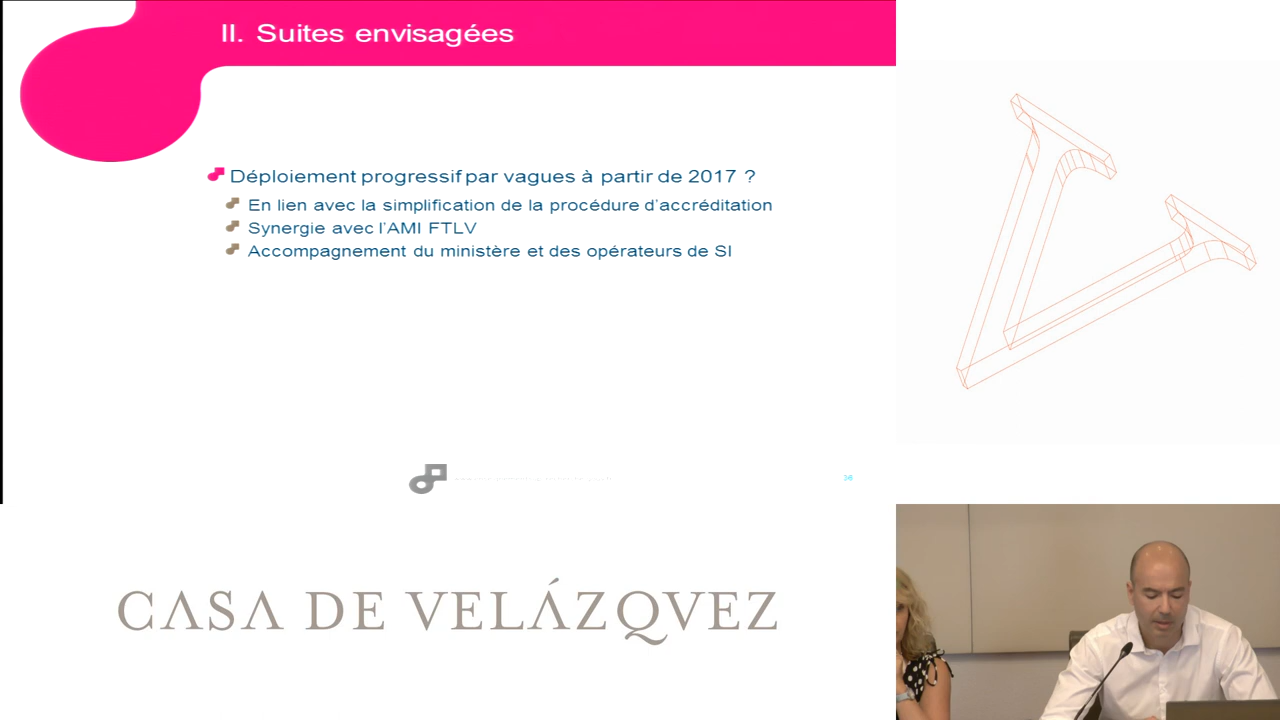 II. Suites envisagées
Déploiement progressif par vagues à partir de 2017 ?
En lien avec la simplification de la procédure d'accréditation
Synergie avec l'AMI FTLV
Accompagnement du ministère et des opérateurs de SI
CASA DE VELÁZQVEZ